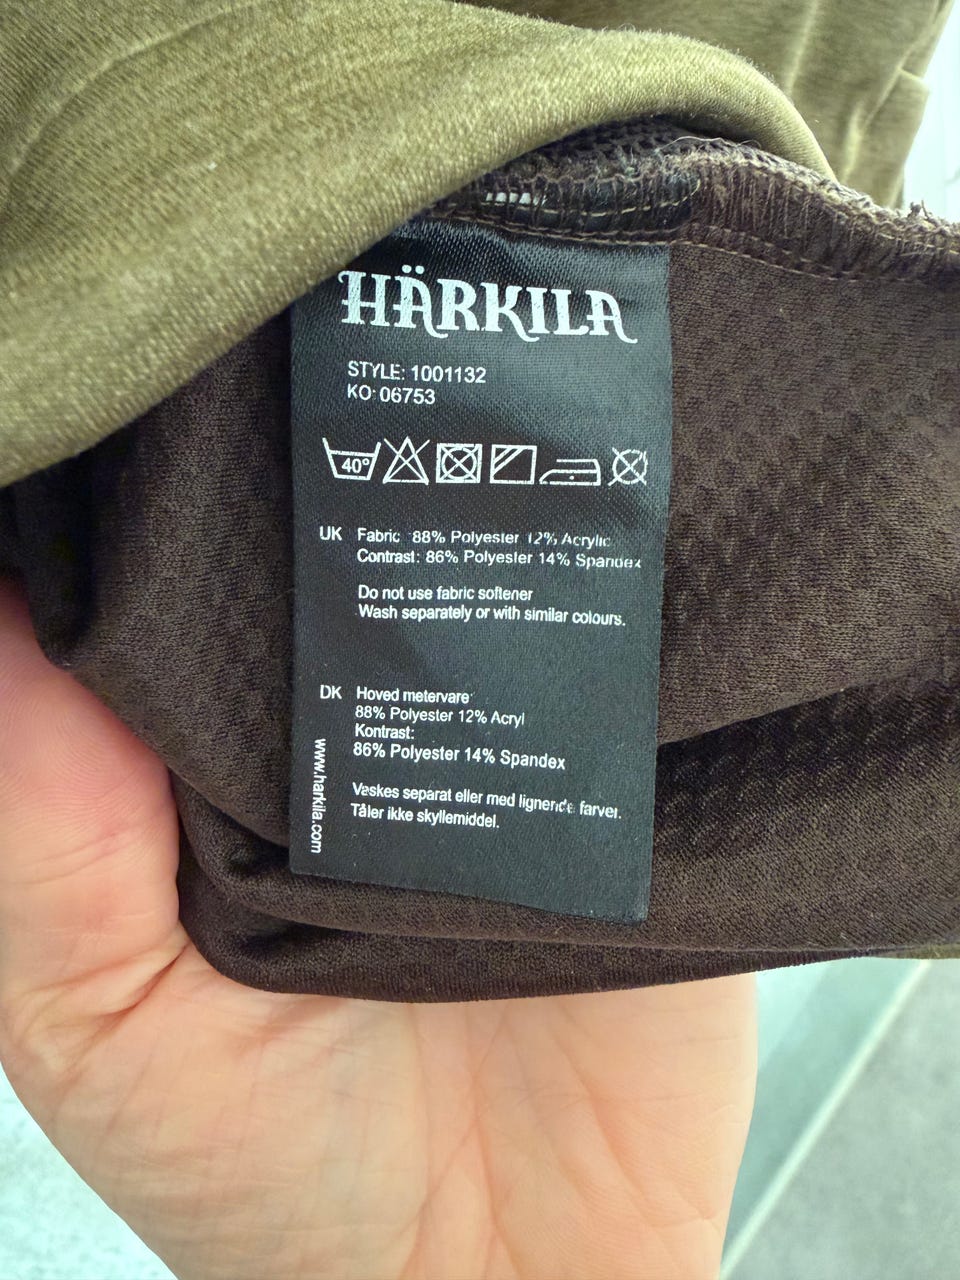 HÄRKILA
STYLE: 1001132
KO: 06753
40°
UK Fabric: 88% Polyester 12% Acrylic
Contrast: 86% Polyester 14% Spandex
Do not use fabric softener
Wash separately or with similar colours.
DK Hoved metervare
88% Polyester 12% Acryl
Kontrast:
86% Polyester 14% Spandex
Vaskes separat eller med lignende farver.
Tåler ikke skyllemiddel.
www.harkila.com